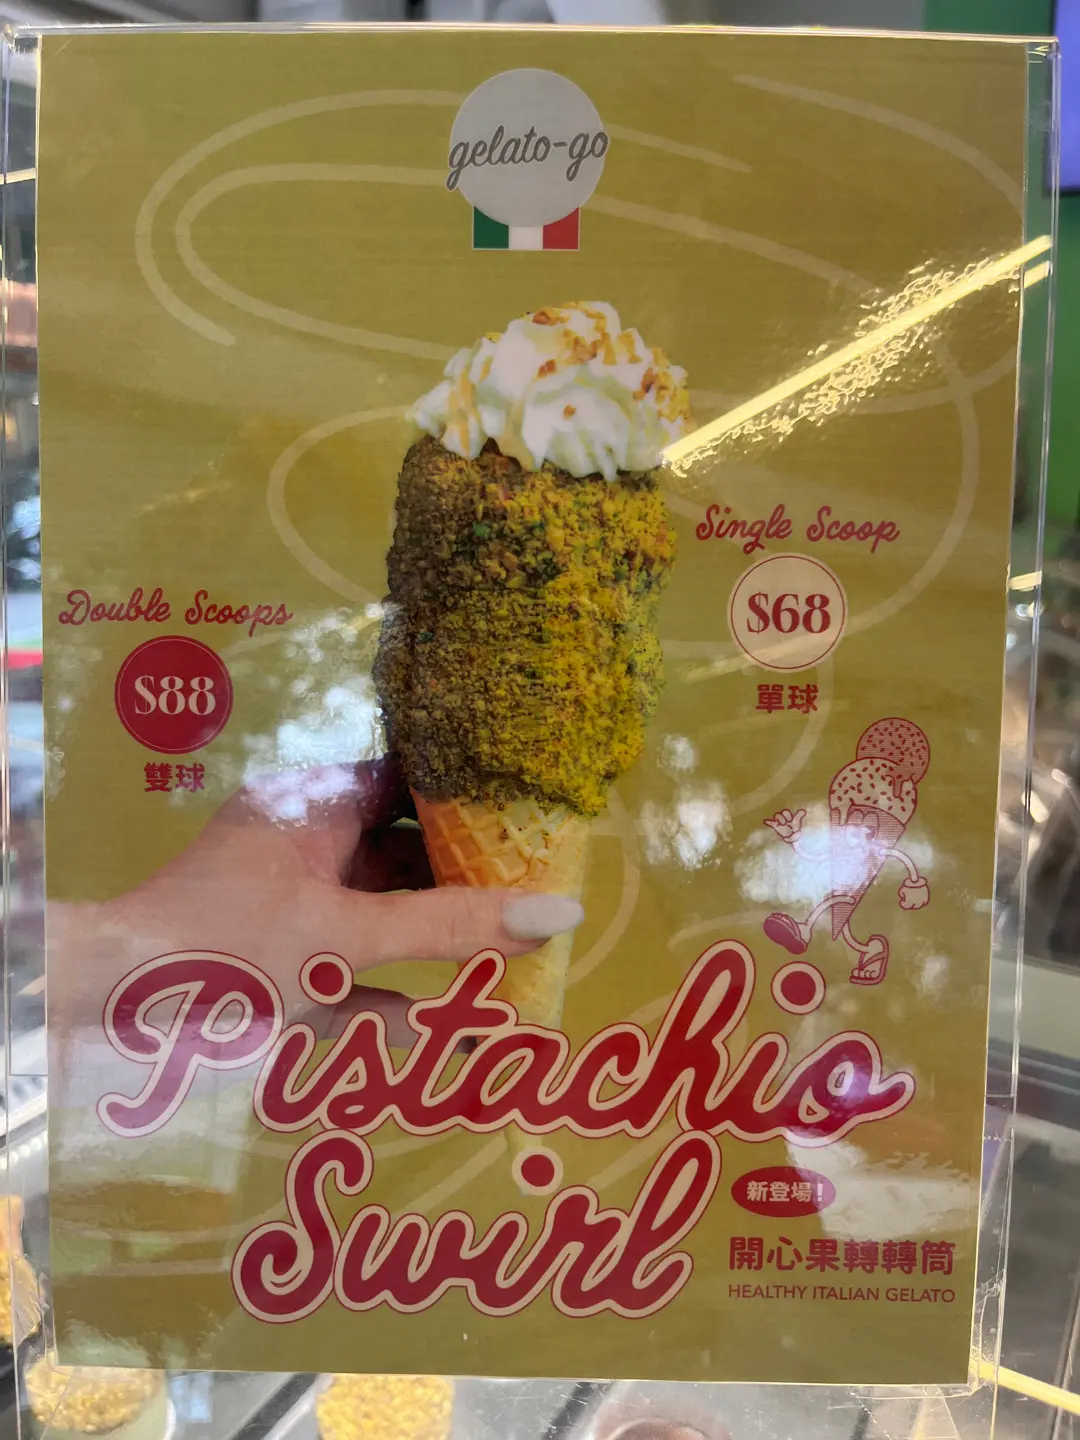 gelato-go
Single Scoop
$68
單球
Double Scoops
$88
雙球
Pistachio
Swirl
新登場!
開心果轉轉筒
HEALTHY ITALIAN GELATO